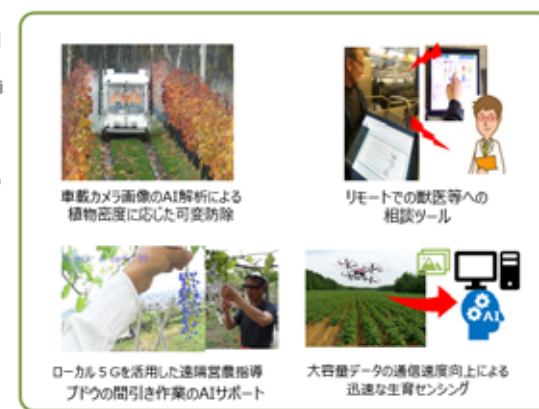 車載カメラ画像のAI解析による
植物密度に応じた可変防除
リモートでの獣医等への
相談ツール
ローカル５Ｇを活用した遠隔営農指導
ブドウの間引き作業のAIサポート
AI
大容量データの通信速度向上による
迅速な生育センシング